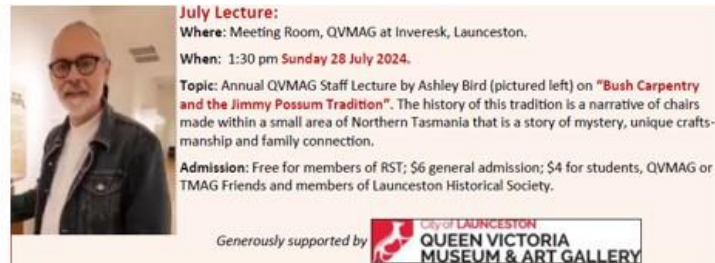 July Lecture:
Where: Meeting Room, QVMAG at Inveresk, Launceston.
When: 1:30 pm Sunday 28 July 2024.
Topic: Annual QVMAG Staff Lecture by Ashley Bird (pictured left) on "Bush Carpentry
and the Jimmy Possum Tradition". The history of this tradition is a narrative of chairs
made within a small area of Northern Tasmania that is a story of mystery, unique crafts-
manship and family connection.
Admission: Free for members of RST; $6 general admission; $4 for students, QVMAG or
TMAG Friends and members of Launceston Historical Society.
Generously supported by
City of LAUNCESTON
QUEEN VICTORIA
MUSEUM & ART GALLERY